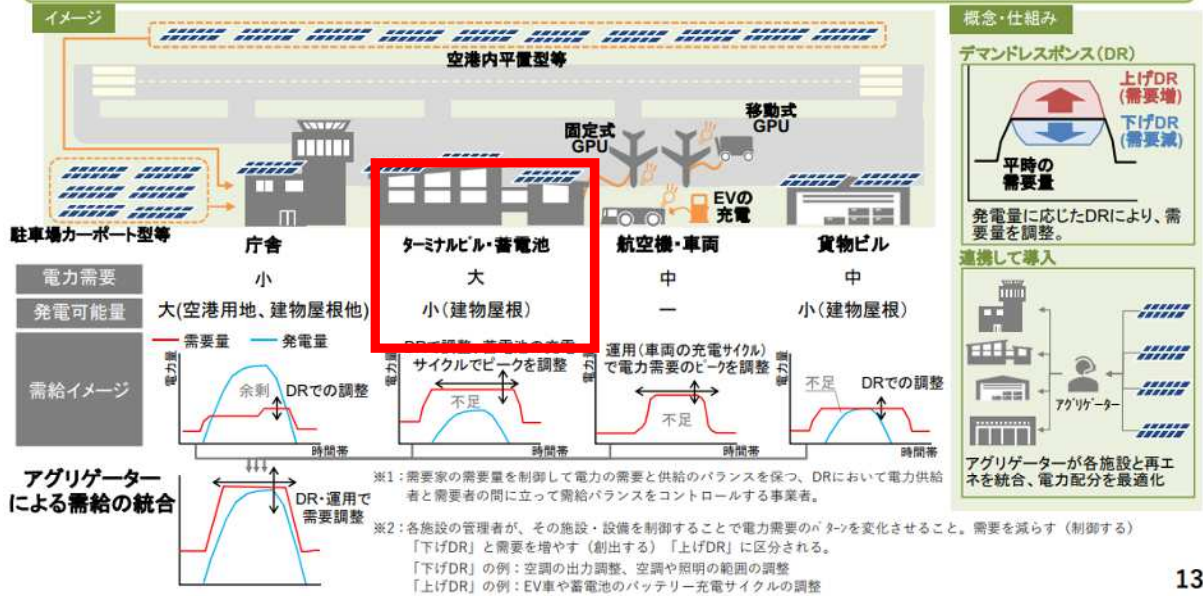 イメージ
空港内平置型等
移動式
GPU
固定式
GPU
EVの
充電
駐車場カーポート型等
庁舎
ターミナルビル・蓄電池
航空機・車両
貨物ビル
電力需要
小
大
中
中
発電可能量
大(空港用地、建物屋根他)
小(建物屋根)
ー
小(建物屋根)
需給イメージ
需要量
発電量
電力量
余剰
DRでの調整
時間帯
電力量
サイクルでピークを調整
不足
時間帯
運用(車両の充電サイクル)
で電力需要のピークを調整
電力量
不足
時間帯
電力量
不足
DRでの調整
時間帯
アグリゲーター
による需給の統合
DR・運用で
需要調整
※1:需要家の需要量を制御して電力の需要と供給のバランスを保つ、DRにおいて電力供給
者と需要者の間に立って需給バランスをコントロールする事業者。
※2:各施設の管理者が、その施設・設備を制御することで電力需要のパターンを変化させること。需要を減らす(制御する)
「下げDR」と需要を増やす(創出する)「上げDR」に区分される。
「下げDR」の例:空調の出力調整、空調や照明の範囲の調整
「上げDR」の例:EV車や蓄電池のバッテリー充電サイクルの調整
概念・仕組み
デマンドレスポンス(DR)
上げDR
(需要増)
下げDR
(需要減)
平時の
需要量
発電量に応じたDRにより、需
要量を調整。
連携して導入
アグリゲーター
アグリゲーターが各施設と再エ
ネを統合、電力配分を最適化
13